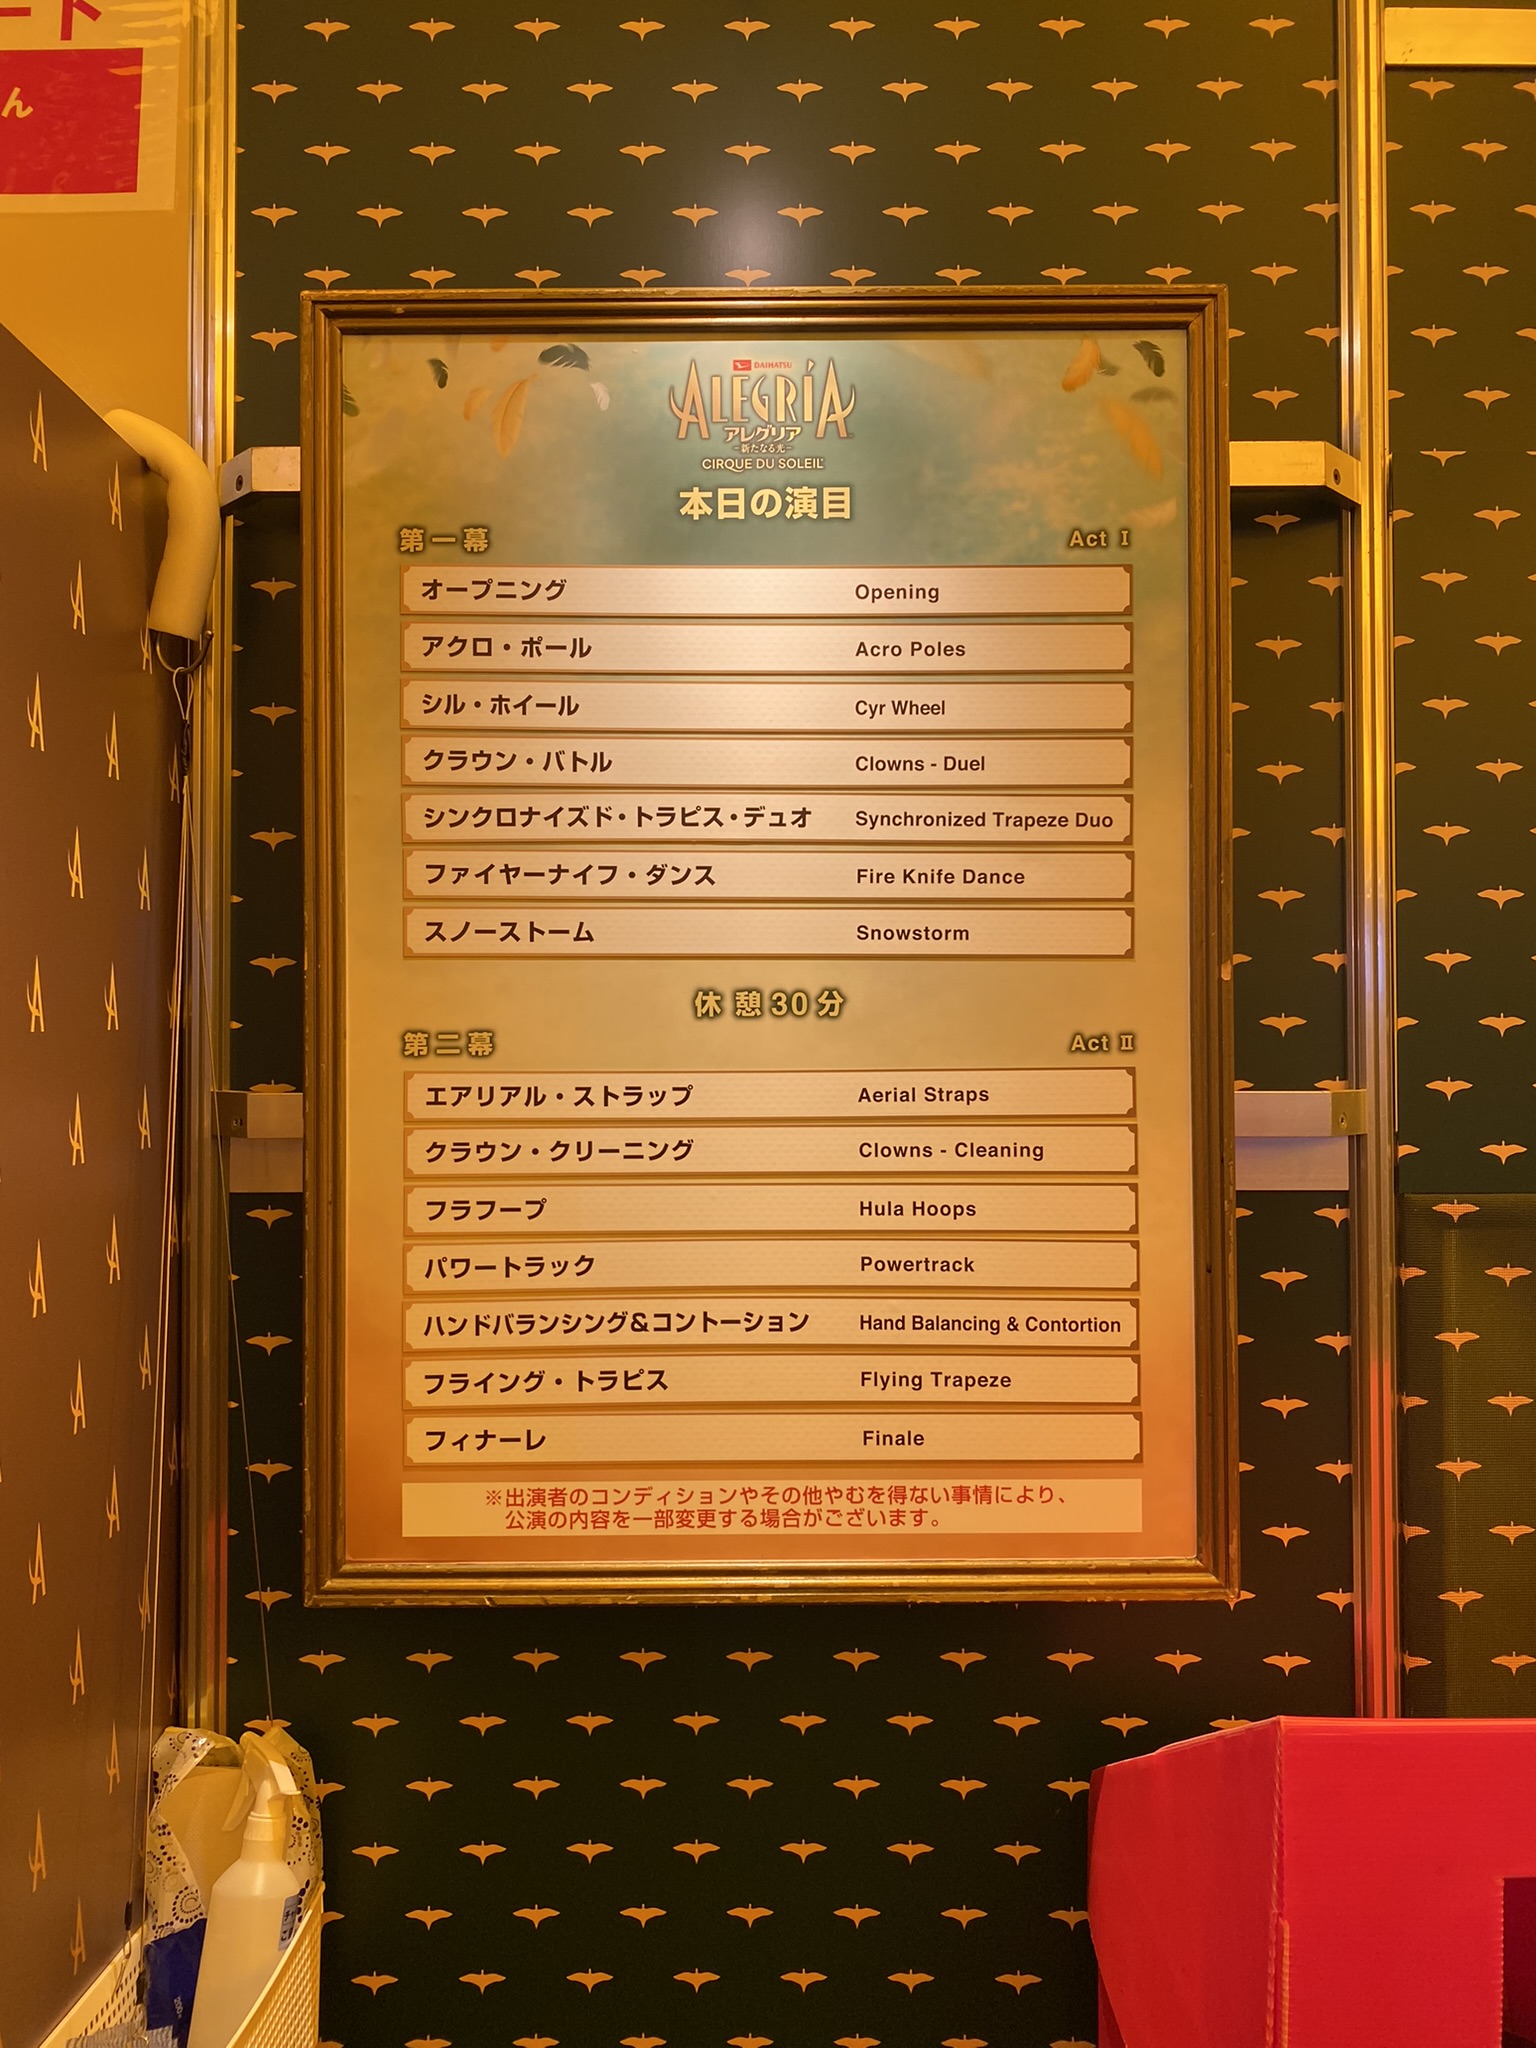 ート
ん
DAIHATSU
ALEGRÍA
アレグリア
-新たなる光-
CIRQUE DU SOLEIL
本日の演目
第一幕 Act Ⅰ
オープニング Opening
アクロ・ポール Acro Poles
シル・ホイール Cyr Wheel
クラウン・バトル Clowns - Duel
シンクロナイズド・トラピス・デュオ Synchronized Trapeze Duo
ファイヤーナイフ・ダンス Fire Knife Dance
スノーストーム Snowstorm
休憩30分
第二幕 Act Ⅱ
エアリアル・ストラップ Aerial Straps
クラウン・クリーニング Clowns - Cleaning
フラフープ Hula Hoops
パワートラック Powertrack
ハンドバランシング&コントーション Hand Balancing & Contortion
フライング・トラピス Flying Trapeze
フィナーレ Finale
※出演者のコンディションやその他やむを得ない事情により、
公演の内容を一部変更する場合がございます。